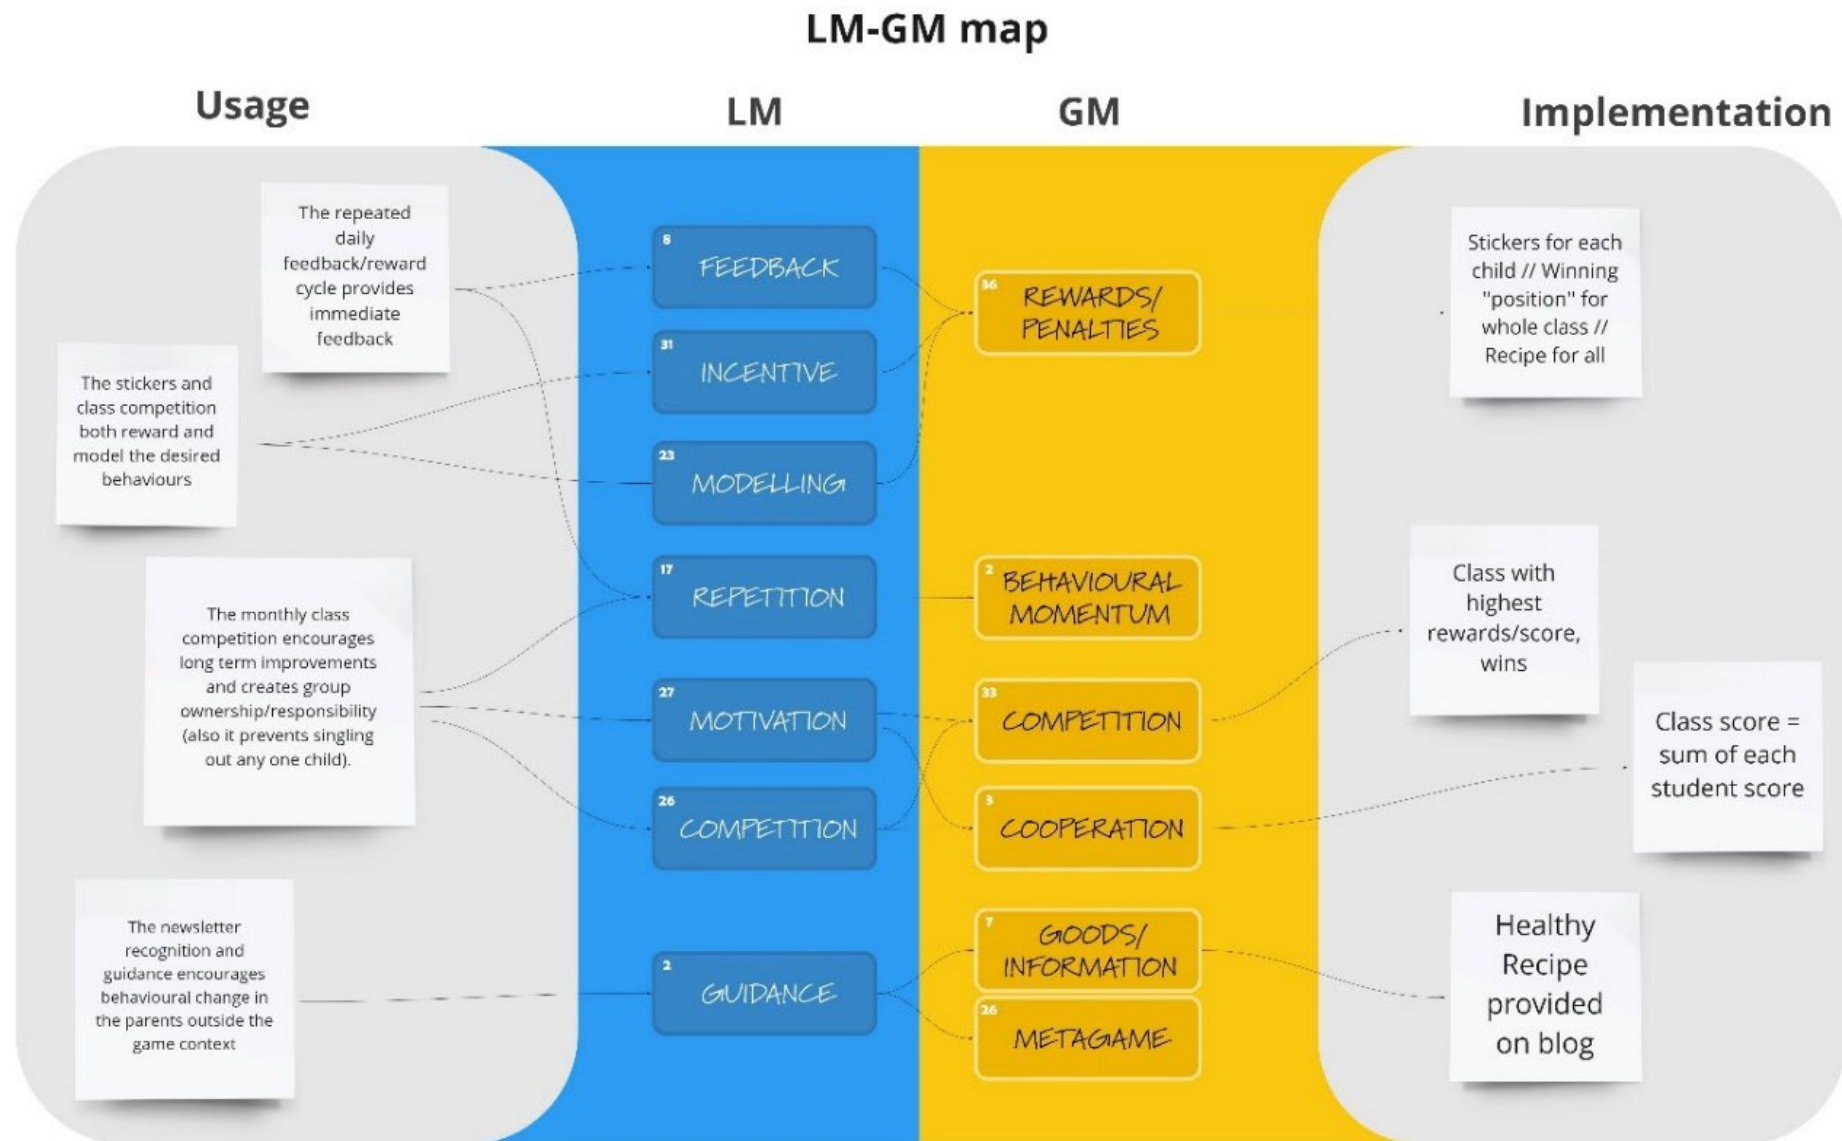 LM-GM map
Usage
LM
GM
Implementation
The repeated
daily
feedback/reward
cycle provides
immediate
feedback
The stickers and
class competition
both reward and
model the desired
behaviours
The monthly class
competition encourages
long term improvements
and creates group
ownership/responsibility
(also it prevents singling
out any one child).
The newsletter
recognition and
guidance encourages
behavioural change in
the parents outside the
game context
8
FEEDBACK
31
INCENTIVE
23
MODELLING
17
REPETITION
27
MOTIVATION
26
COMPETITION
2
GUIDANCE
36
REWARDS/
PENALTIES
2
BEHAVIOURAL
MOMENTUM
33
COMPETITION
3
COOPERATION
7
GOODS/
INFORMATION
26
METAGAME
Stickers for each
child // Winning
"position" for
whole class //
Recipe for all
Class with
highest
rewards/score,
wins
Class score =
sum of each
student score
Healthy
Recipe
provided
on blog